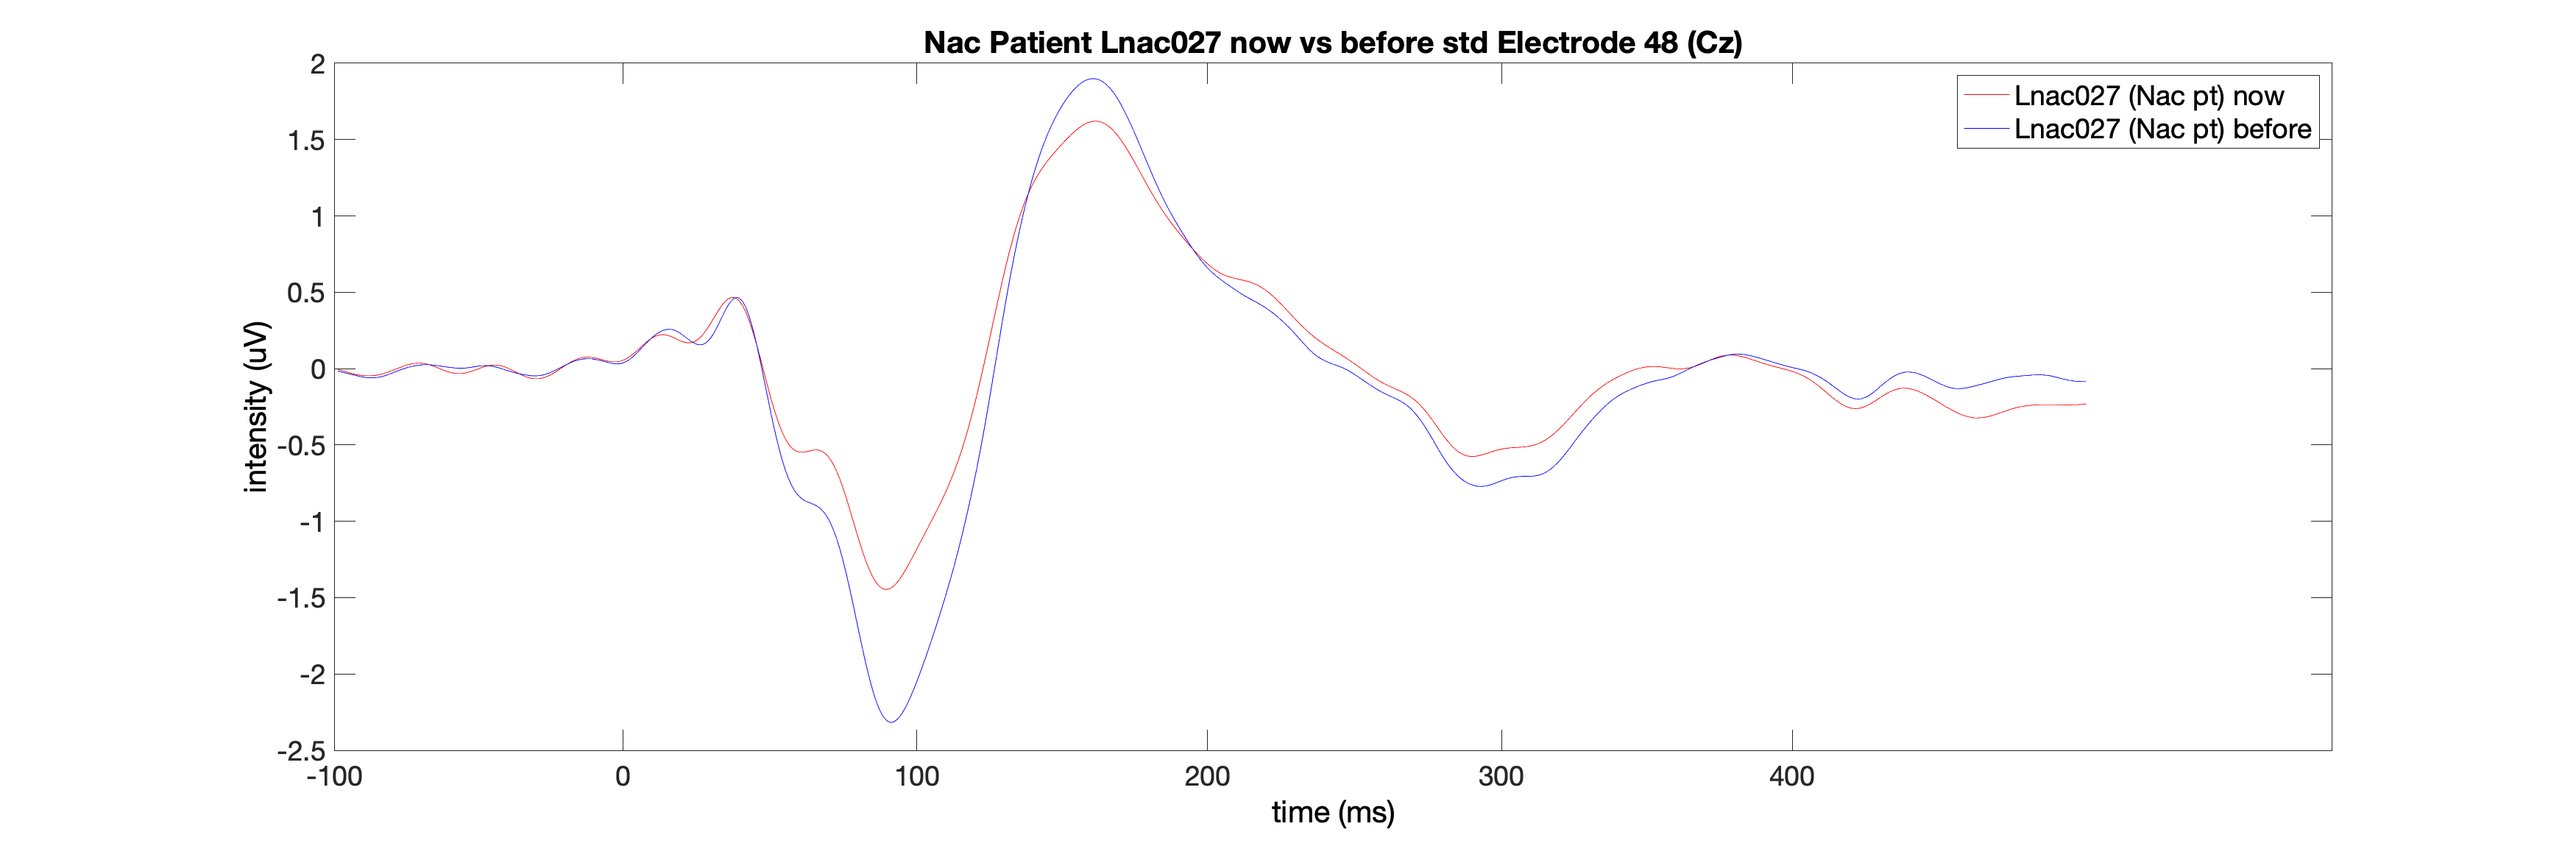 Nac Patient Lnac027 now vs before std Electrode 48 (Cz)
Lnac027 (Nac pt) now
Lnac027 (Nac pt) before
2
1.5
1
0.5
0
-0.5
-1
-1.5
-2
-2.5
intensity (uV)
-100 0 100 200 300 400
time (ms)